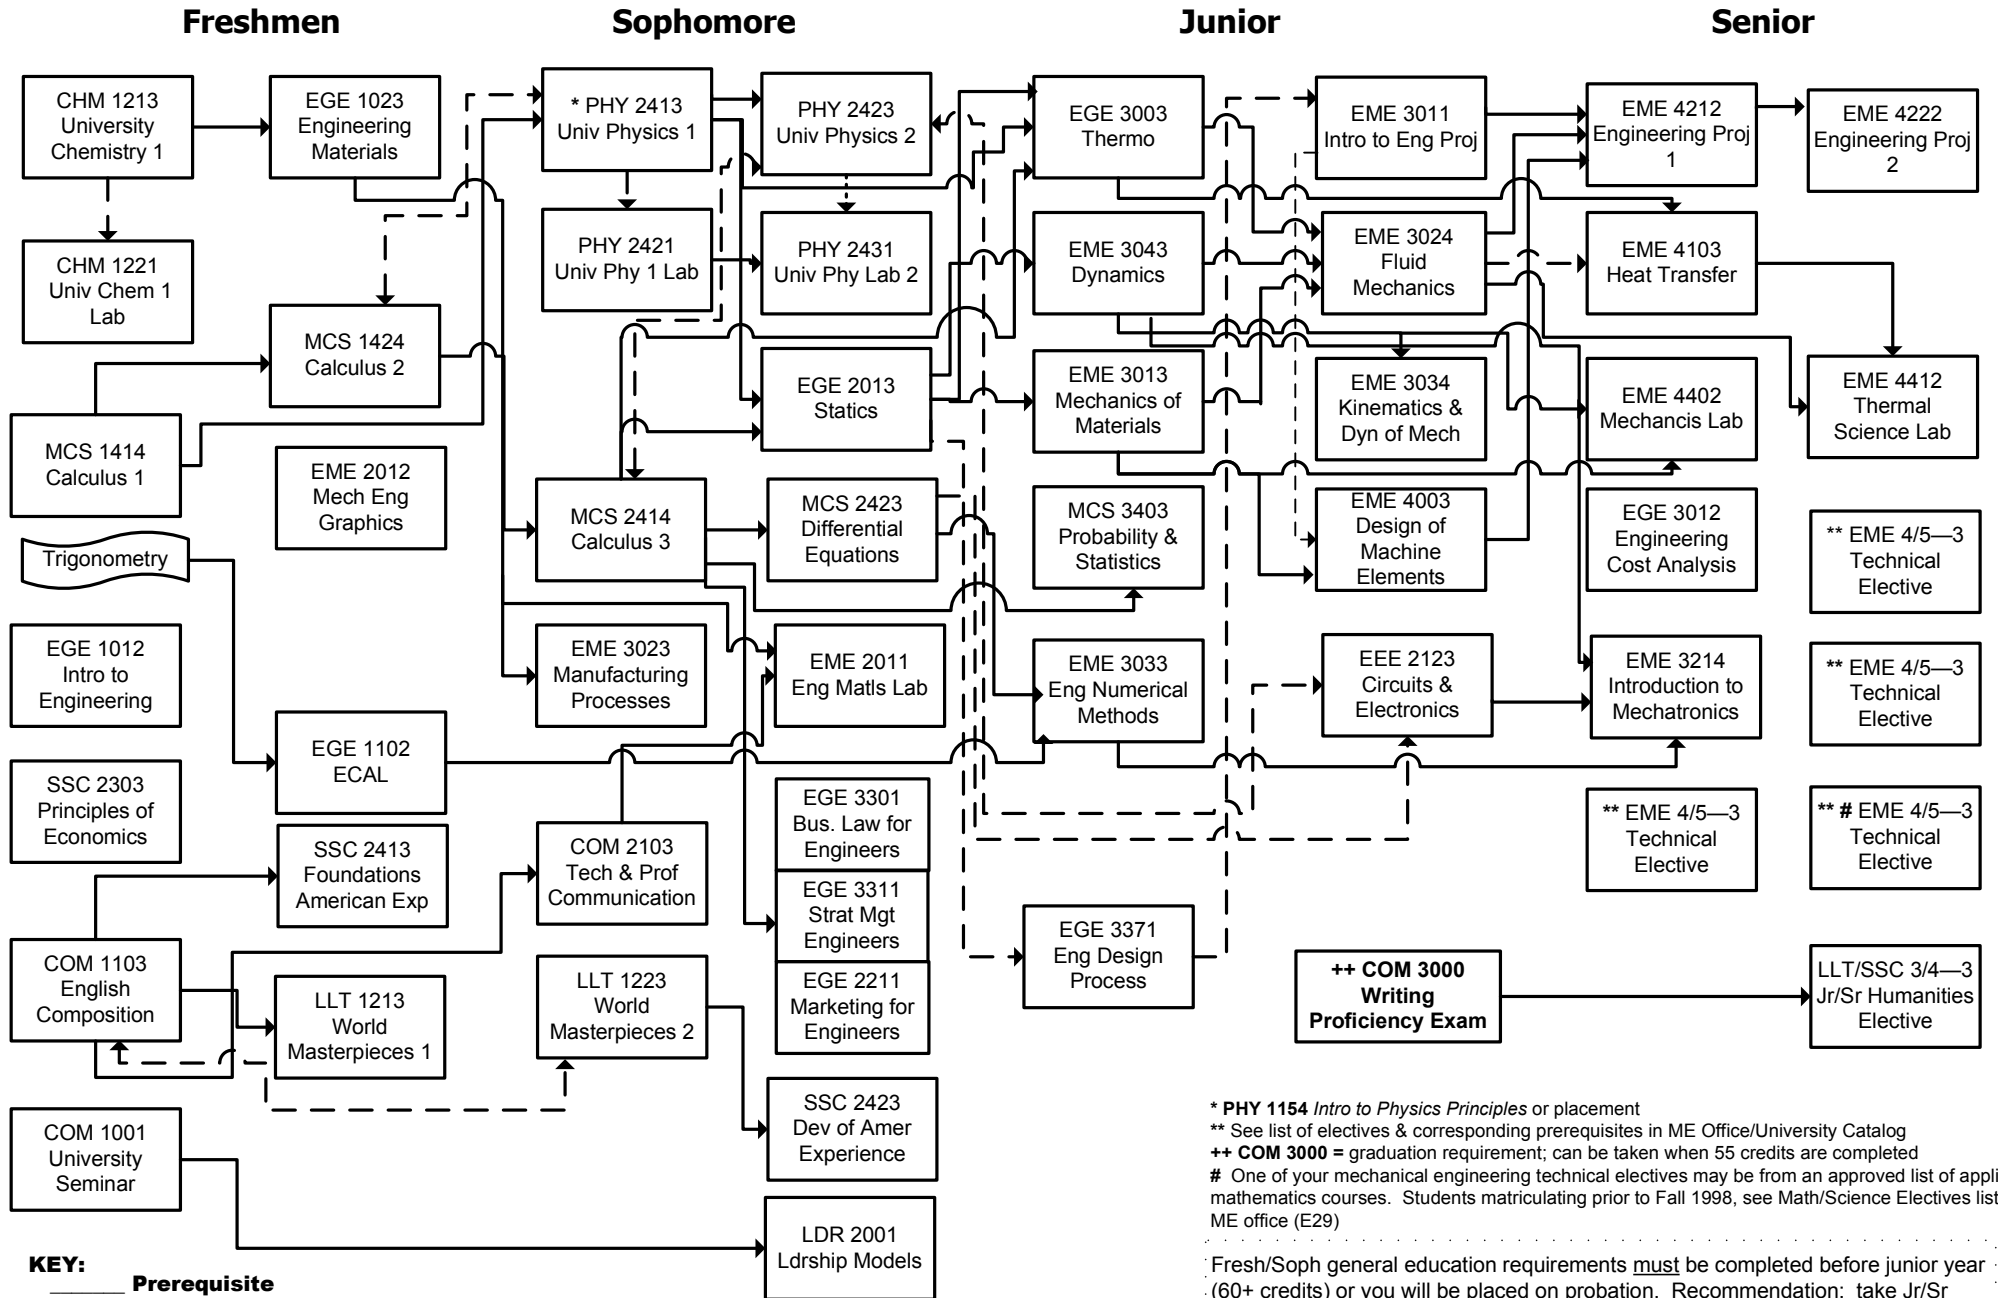 Freshmen
Sophomore
Junior
Senior
CHM 1213
University
Chemistry 1
EGE 1023
Engineering
Materials
* PHY 2413
Univ Physics 1
PHY 2423
Univ Physics 2
EGE 3003
Thermo
EME 3011
Intro to Eng Proj
EME 4212
Engineering Proj
1
EME 4222
Engineering Proj
2
CHM 1221
Univ Chem 1
Lab
PHY 2421
Univ Phy 1 Lab
PHY 2431
Univ Phy Lab 2
EME 3043
Dynamics
EME 3024
Fluid
Mechanics
EME 4103
Heat Transfer
MCS 1424
Calculus 2
EGE 2013
Statics
EME 3013
Mechanics of
Materials
EME 3034
Kinematics &
Dyn of Mech
EME 4402
Mechancis Lab
EME 4412
Thermal
Science Lab
MCS 1414
Calculus 1
EME 2012
Mech Eng
Graphics
MCS 2414
Calculus 3
MCS 2423
Differential
Equations
MCS 3403
Probability &
Statistics
EME 4003
Design of
Machine
Elements
EGE 3012
Engineering
Cost Analysis
** EME 4/5—3
Technical
Elective
Trigonometry
EGE 1012
Intro to
Engineering
EME 3023
Manufacturing
Processes
EME 2011
Eng Matls Lab
EME 3033
Eng Numerical
Methods
EEE 2123
Circuits &
Electronics
EME 3214
Introduction to
Mechatronics
** EME 4/5—3
Technical
Elective
EGE 1102
ECAL
SSC 2303
Principles of
Economics
SSC 2413
Foundations
American Exp
COM 2103
Tech & Prof
Communication
EGE 3301
Bus. Law for
Engineers
EGE 3311
Strat Mgt
Engineers
EGE 2211
Marketing for
Engineers
** EME 4/5—3
Technical
Elective
** # EME 4/5—3
Technical
Elective
COM 1103
English
Composition
LLT 1213
World
Masterpieces 1
LLT 1223
World
Masterpieces 2
EGE 3371
Eng Design
Process
++ COM 3000
Writing
Proficiency Exam
LLT/SSC 3/4—3
Jr/Sr Humanities
Elective
COM 1001
University
Seminar
SSC 2423
Dev of Amer
Experience
LDR 2001
Ldrship Models
* PHY 1154 Intro to Physics Principles or placement
** See list of electives & corresponding prerequisites in ME Office/University Catalog
++ COM 3000 = graduation requirement; can be taken when 55 credits are completed
# One of your mechanical engineering technical electives may be from an approved list of appli
mathematics courses. Students matriculating prior to Fall 1998, see Math/Science Electives list
ME office (E29)
Fresh/Soph general education requirements must be completed before junior year
(60+ credits) or you will be placed on probation. Recommendation: take Jr/Sr
KEY:
______ Prerequisite